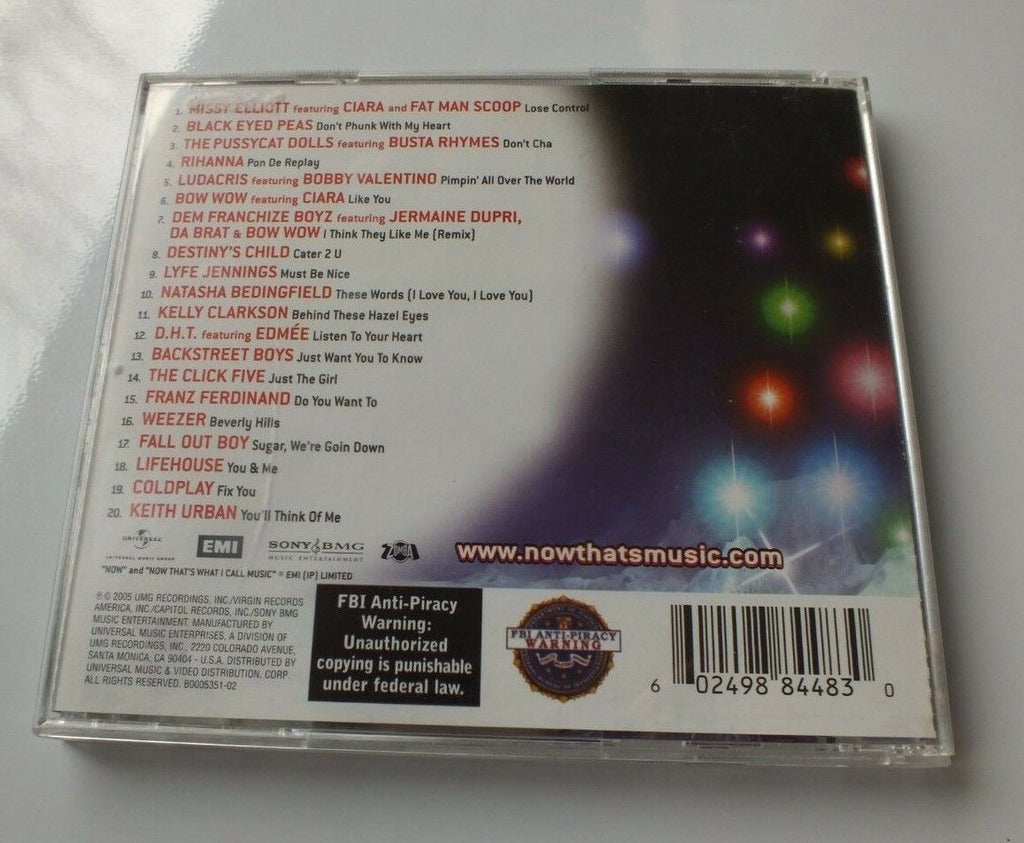 1. MISSY ELLIOTT featuring CIARA and FAT MAN SCOOP Lose Control
2. BLACK EYED PEAS Don't Phunk With My Heart
3. THE PUSSYCAT DOLLS featuring BUSTA RHYMES Don't Cha
4. RIHANNA Pon De Replay
5. LUDACRIS featuring BOBBY VALENTINO Pimpin' All Over The World
6. BOW WOW featuring CIARA Like You
7. DEM FRANCHIZE BOYZ featuring JERMAINE DUPRI,
DA BRAT & BOW WOW I Think They Like Me (Remix)
8. DESTINY'S CHILD Cater 2 U
9. LYFE JENNINGS Must Be Nice
10. NATASHA BEDINGFIELD These Words (I Love You, I Love You)
11. KELLY CLARKSON Behind These Hazel Eyes
12. D.H.T. featuring EDMÉE Listen To Your Heart
13. BACKSTREET BOYS Just Want You To Know
14. THE CLICK FIVE Just The Girl
15. FRANZ FERDINAND Do You Want To
16. WEEZER Beverly Hills
17. FALL OUT BOY Sugar, We're Goin Down
18. LIFEHOUSE You & Me
19. COLDPLAY Fix You
20. KEITH URBAN You'll Think Of Me
UNIVERSAL
UNIVERSAL MUSIC GROUP
EMI
SONY BMG
MUSIC ENTERTAINMENT
ZOMBA
www.nowthatsmusic.com
"NOW" and "NOW THAT'S WHAT I CALL MUSIC" ® EMI (IP) LIMITED
℗ © 2005 UMG RECORDINGS, INC./VIRGIN RECORDS
AMERICA, INC./CAPITOL RECORDS, INC./SONY BMG
MUSIC ENTERTAINMENT. MANUFACTURED BY
UNIVERSAL MUSIC ENTERPRISES, A DIVISION OF
UMG RECORDINGS, INC., 2220 COLORADO AVENUE,
SANTA MONICA, CA 90404 - U.S.A. DISTRIBUTED BY
UNIVERSAL MUSIC & VIDEO DISTRIBUTION, CORP.
ALL RIGHTS RESERVED. B0005351-02
FBI Anti-Piracy
Warning:
Unauthorized
copying is punishable
under federal law.
FBI ANTI-PIRACY
WARNING
6 02498 84483 0